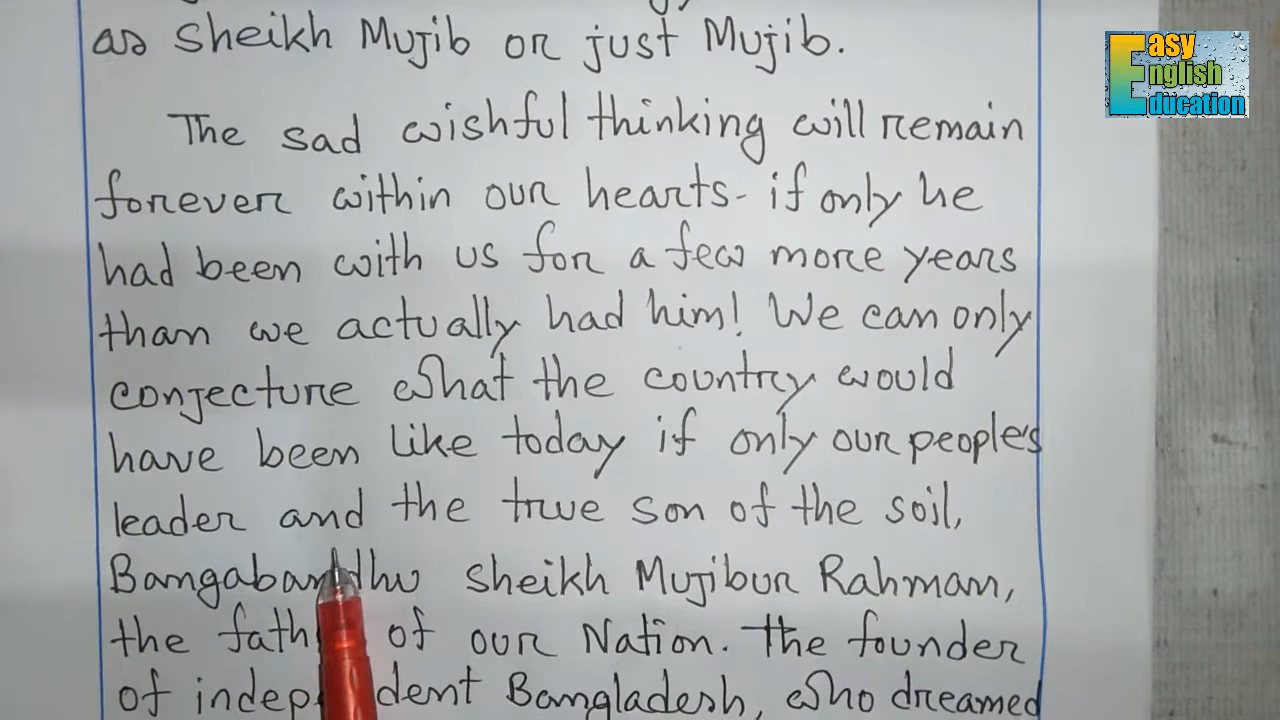 as Sheikh Mujib or just Mujib.
The sad wishful thinking will remain
forever within our hearts- if only he
had been with us for a few more years
than we actually had him! We can only
conjecture what the country would
have been like today if only our people's
leader and the true son of the soil,
Bangabandhu Sheikh Mujibur Rahman,
the fath of our Nation. The founder
of indep dent Bangladesh, who dreamed
Easy
English
Education